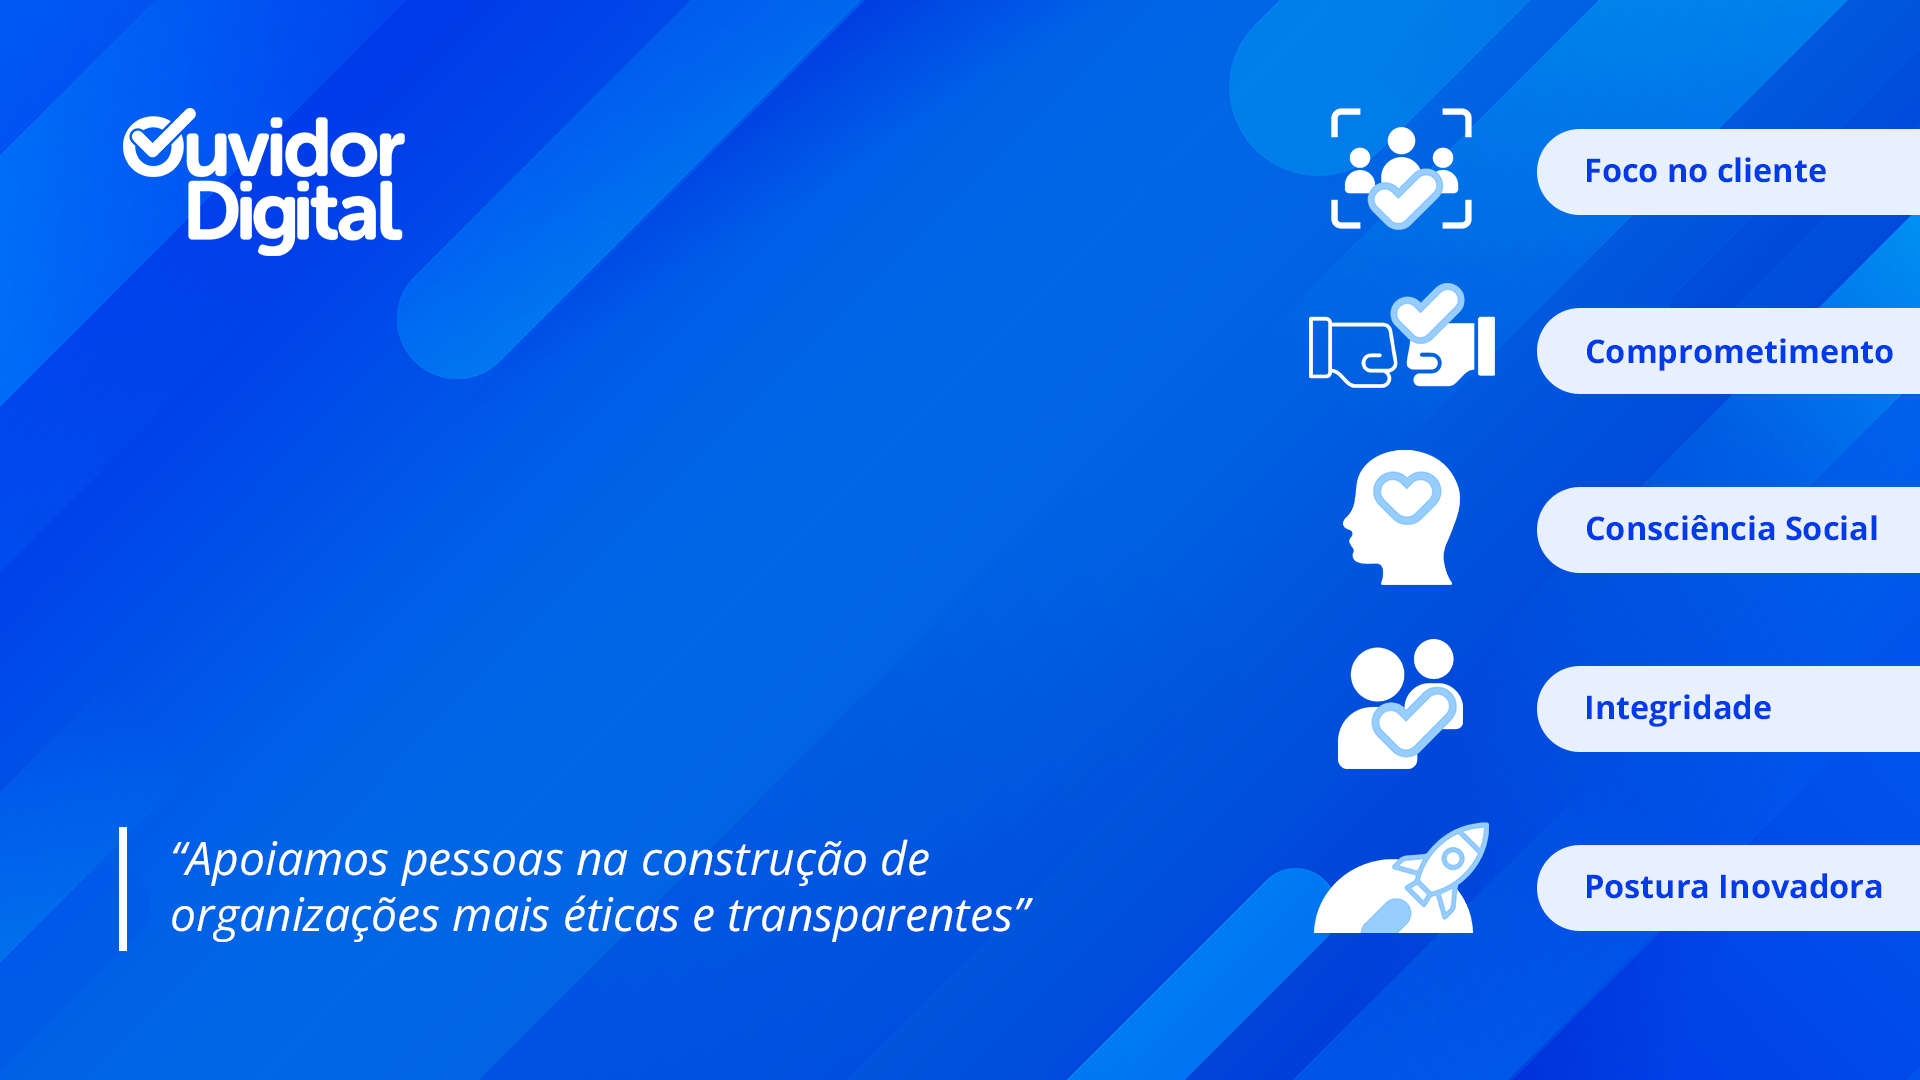 Ouvidor
Digital
Foco no cliente
Comprometimento
Consciência Social
Integridade
Postura Inovadora
“Apoiamos pessoas na construção de
organizações mais éticas e transparentes”